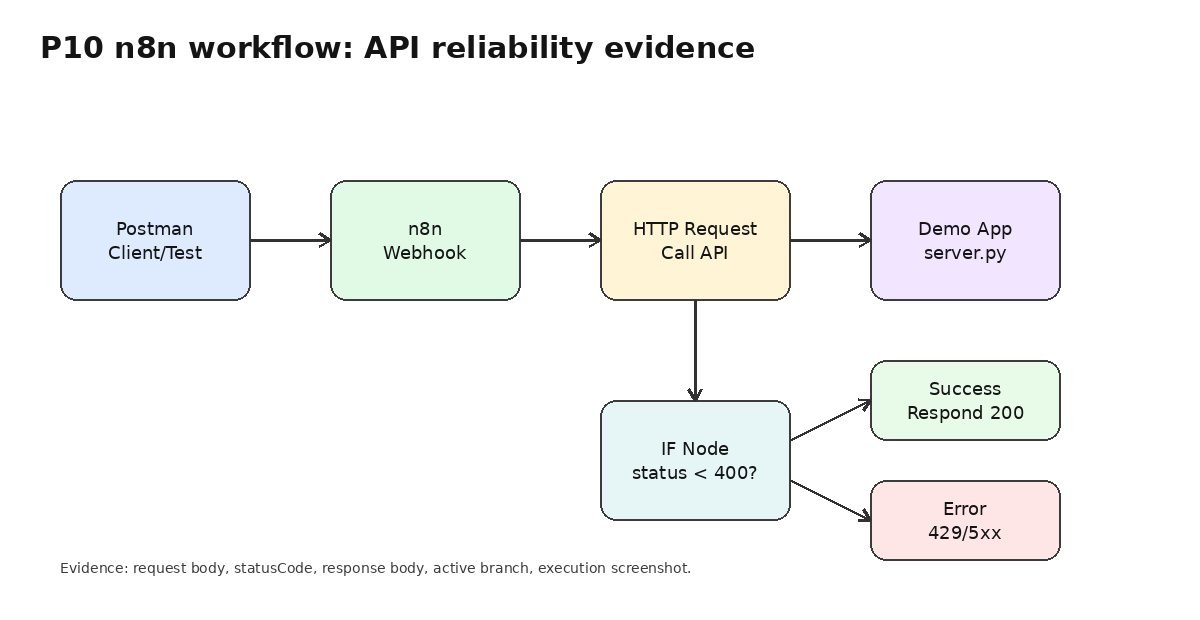 P10 n8n workflow: API reliability evidence
Postman
Client/Test
n8n
Webhook
HTTP Request
Call API
Demo App
server.py
IF Node
status < 400?
Success
Respond 200
Error
429/5xx
Evidence: request body, statusCode, response body, active branch, execution screenshot.